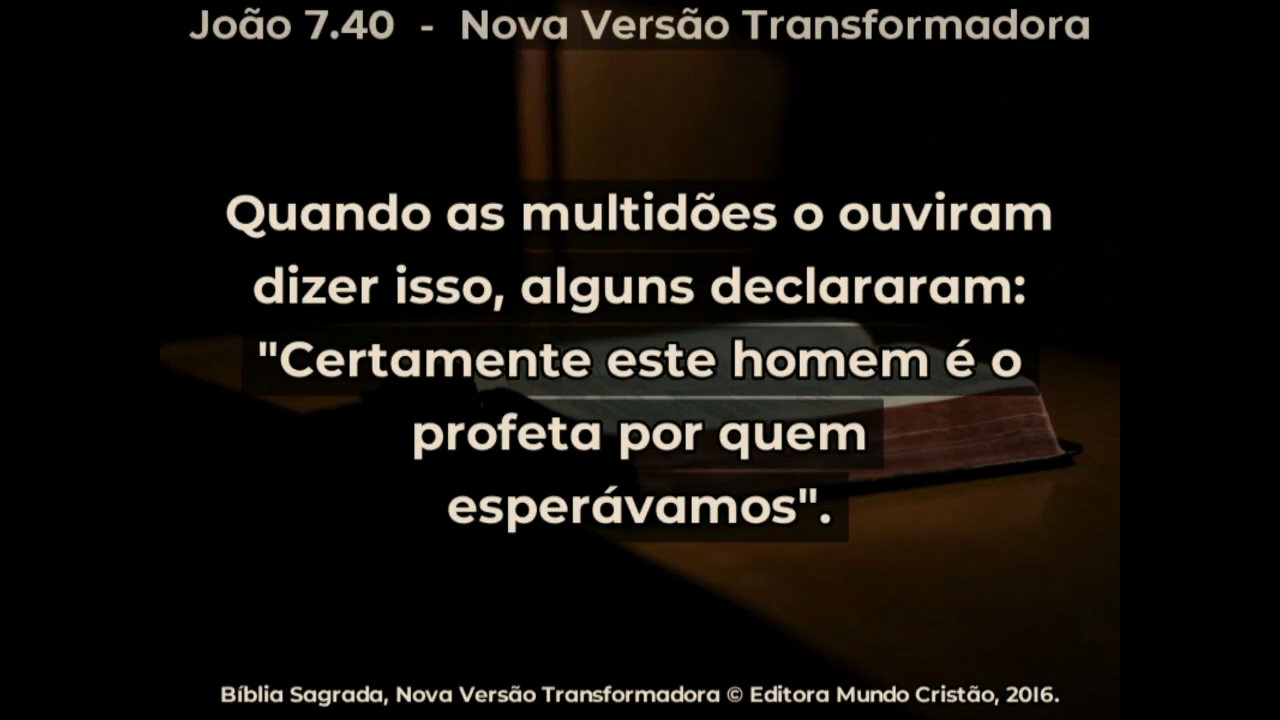 João 7.40 - Nova Versão Transformadora
Quando as multidões o ouviram
dizer isso, alguns declararam:
"Certamente este homem é o
profeta por quem
esperávamos".
Bíblia Sagrada, Nova Versão Transformadora © Editora Mundo Cristão, 2016.